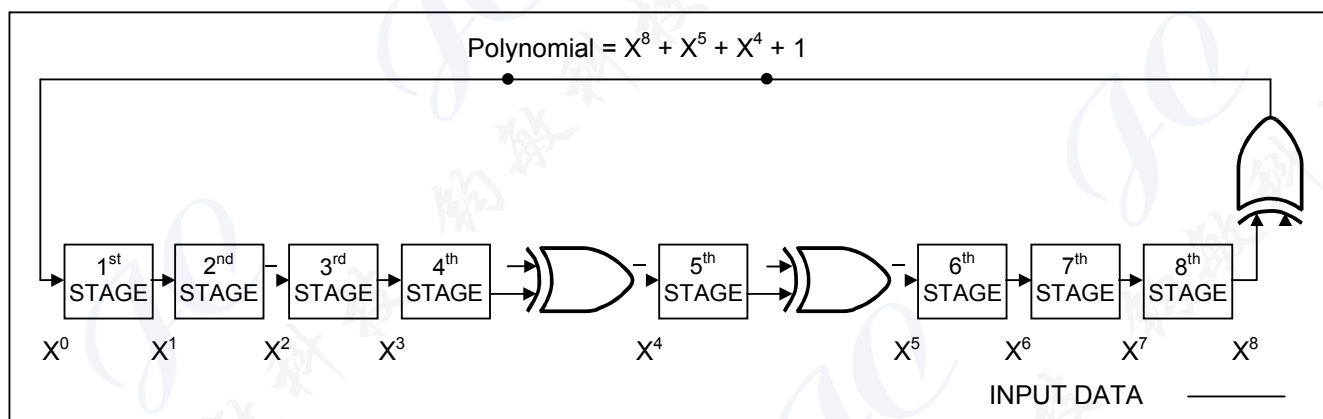 Polynomial = X⁸ + X⁵ + X⁴ + 1
1st STAGE
2nd STAGE
3rd STAGE
4th STAGE
5th STAGE
6th STAGE
7th STAGE
8th STAGE
X⁰ X¹ X² X³ X⁴ X⁵ X⁶ X⁷ X⁸
INPUT DATA